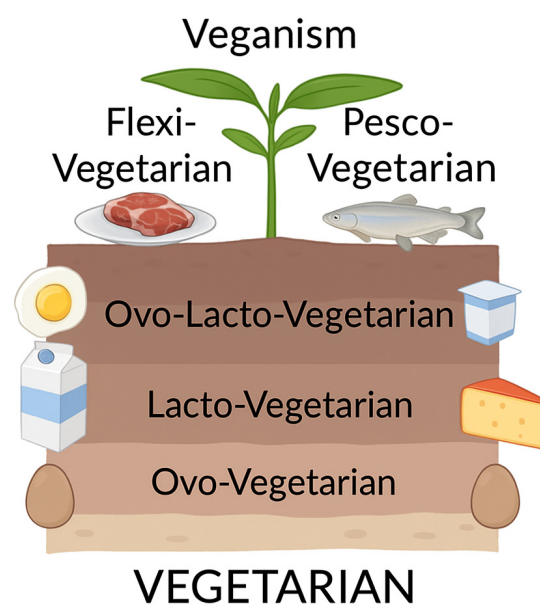 Veganism
Flexi-
Vegetarian
Pesco-
Vegetarian
Ovo-Lacto-Vegetarian
Lacto-Vegetarian
Ovo-Vegetarian
VEGETARIAN